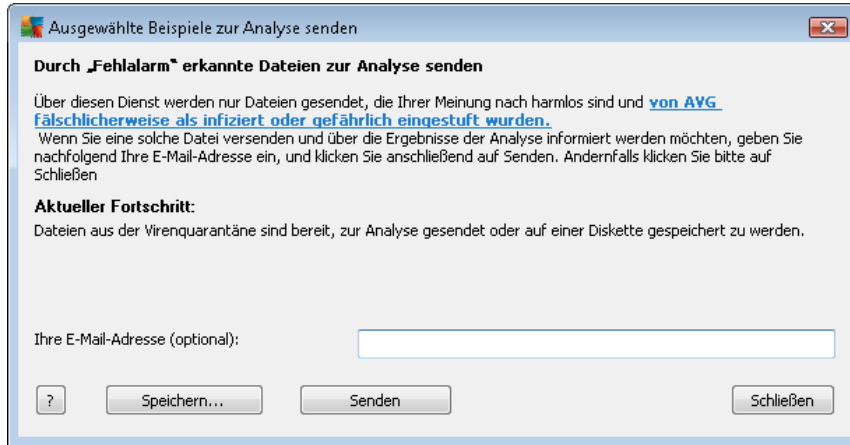 Ausgewählte Beispiele zur Analyse senden
Durch „Fehlalarm“ erkannte Dateien zur Analyse senden
Über diesen Dienst werden nur Dateien gesendet, die Ihrer Meinung nach harmlos sind und von AVG
fälschlicherweise als infiziert oder gefährlich eingestuft wurden.
Wenn Sie eine solche Datei versenden und über die Ergebnisse der Analyse informiert werden möchten, geben Sie
nachfolgend Ihre E-Mail-Adresse ein, und klicken Sie anschließend auf Senden. Andernfalls klicken Sie bitte auf
Schließen
Aktueller Fortschritt:
Dateien aus der Virenquarantäne sind bereit, zur Analyse gesendet oder auf einer Diskette gespeichert zu werden.
Ihre E-Mail-Adresse (optional):
? Speichern... Senden Schließen